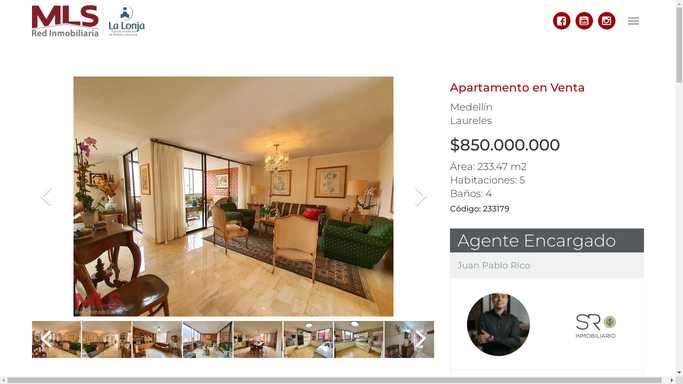 MLS
Red Inmobiliaria
La Lonja
Apartamento en Venta
Medellín
Laureles
$850.000.000
Área: 233.47 m2
Habitaciones: 5
Baños: 4
Código: 233179
Agente Encargado
Juan Pablo Rico
SR
INMOBILIARIO
MLS